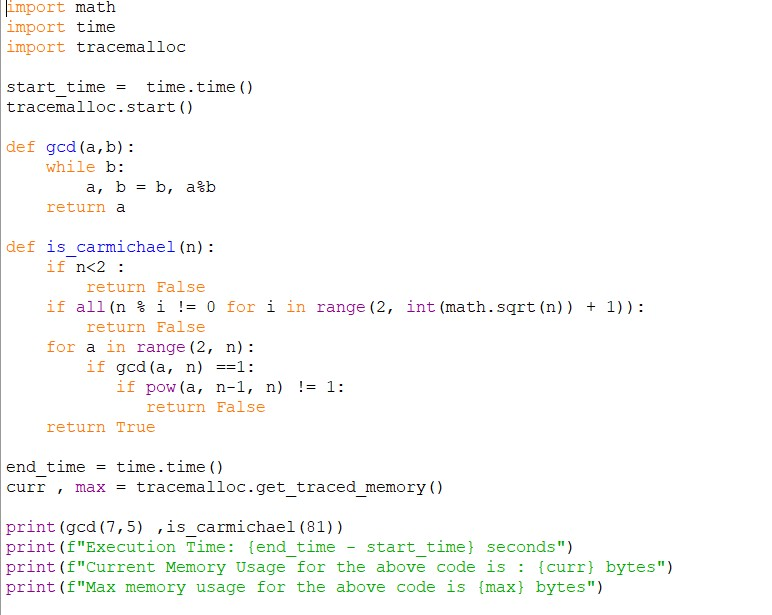 import math
import time
import tracemalloc

start_time =  time.time()
tracemalloc.start()

def gcd(a,b):
    while b:
        a, b = b, a%b
    return a

def is_carmichael(n):
    if n<2 :
        return False
    if all(n % i != 0 for i in range(2, int(math.sqrt(n)) + 1)):
        return False
    for a in range(2, n):
        if gcd(a, n) ==1:
           if pow(a, n-1, n) != 1:
              return False
    return True

end_time = time.time()
curr , max = tracemalloc.get_traced_memory()

print(gcd(7,5) ,is_carmichael(81))
print(f"Execution Time: {end_time - start_time} seconds")
print(f"Current Memory Usage for the above code is : {curr} bytes")
print(f"Max memory usage for the above code is {max} bytes")